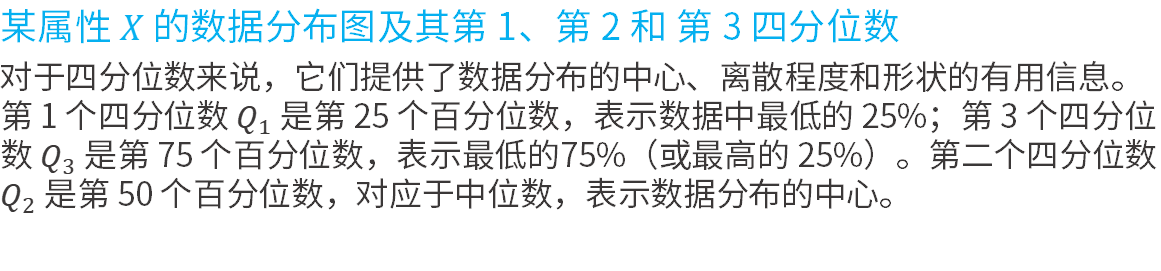 某属性 X 的数据分布图及其第 1、第 2 和 第 3 四分位数
对于四分位数来说，它们提供了数据分布的中心、离散程度和形状的有用信息。
第 1 个四分位数 Q₁ 是第 25 个百分位数，表示数据中最低的 25%；第 3 个四分位
数 Q₃ 是第 75 个百分位数，表示最低的75%（或最高的 25%）。第二个四分位数
Q₂ 是第 50 个百分位数，对应于中位数，表示数据分布的中心。